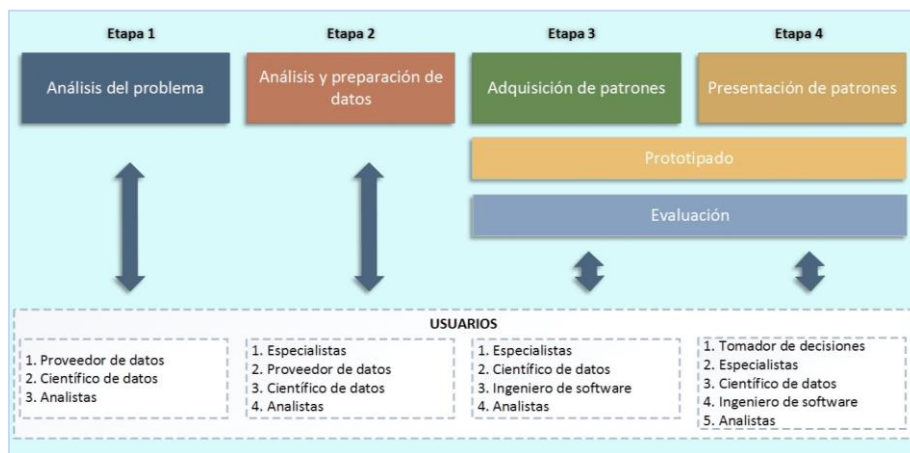 Etapa 1
Etapa 2
Etapa 3
Etapa 4
Análisis del problema
Análisis y preparación de
datos
Adquisición de patrones
Presentación de patrones
Prototipado
Evaluación
USUARIOS
1. Proveedor de datos
2. Científico de datos
3. Analistas
1. Especialistas
2. Proveedor de datos
3. Científico de datos
4. Analistas
1. Especialistas
2. Científico de datos
3. Ingeniero de software
4. Analistas
1. Tomador de decisiones
2. Especialistas
3. Científico de datos
4. Ingeniero de software
5. Analistas